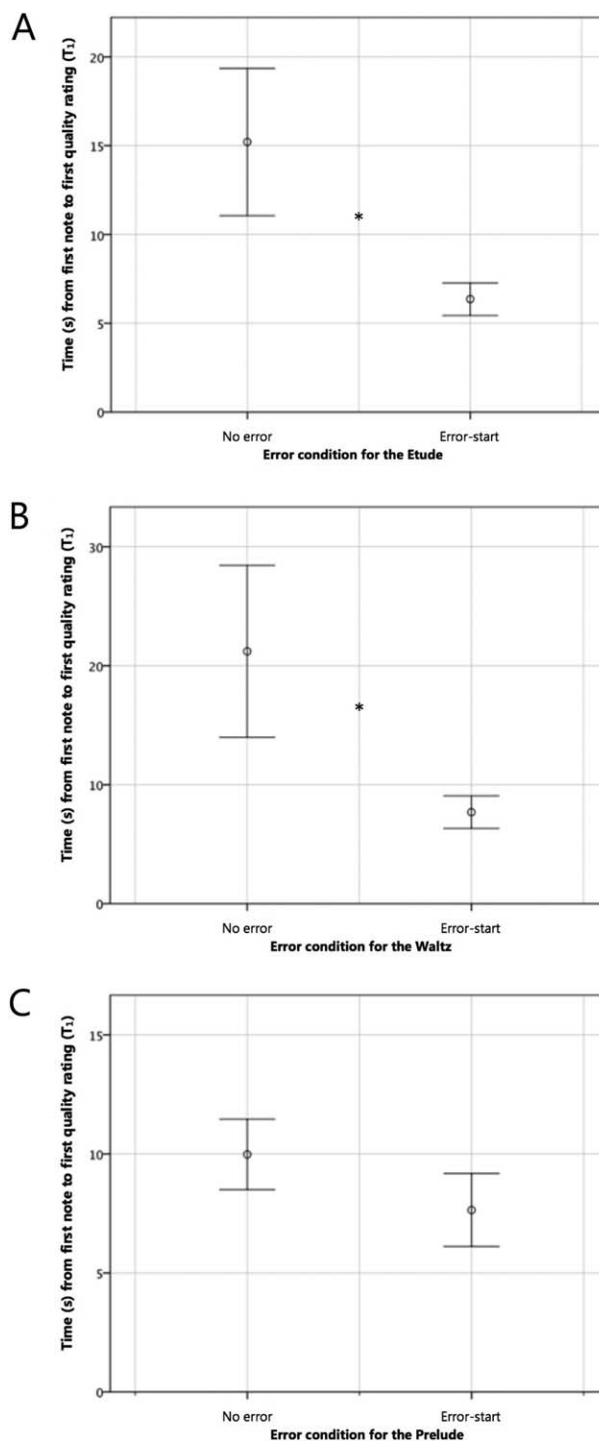 A
Time (s) from first note to first quality rating (T₁)
20
15
10
5
0
*
No error
Error-start
Error condition for the Etude
B
Time (s) from first note to first quality rating (T₁)
30
20
10
0
*
No error
Error-start
Error condition for the Waltz
C
Time (s) from first note to first quality rating (T₁)
15
10
5
0
No error
Error-start
Error condition for the Prelude